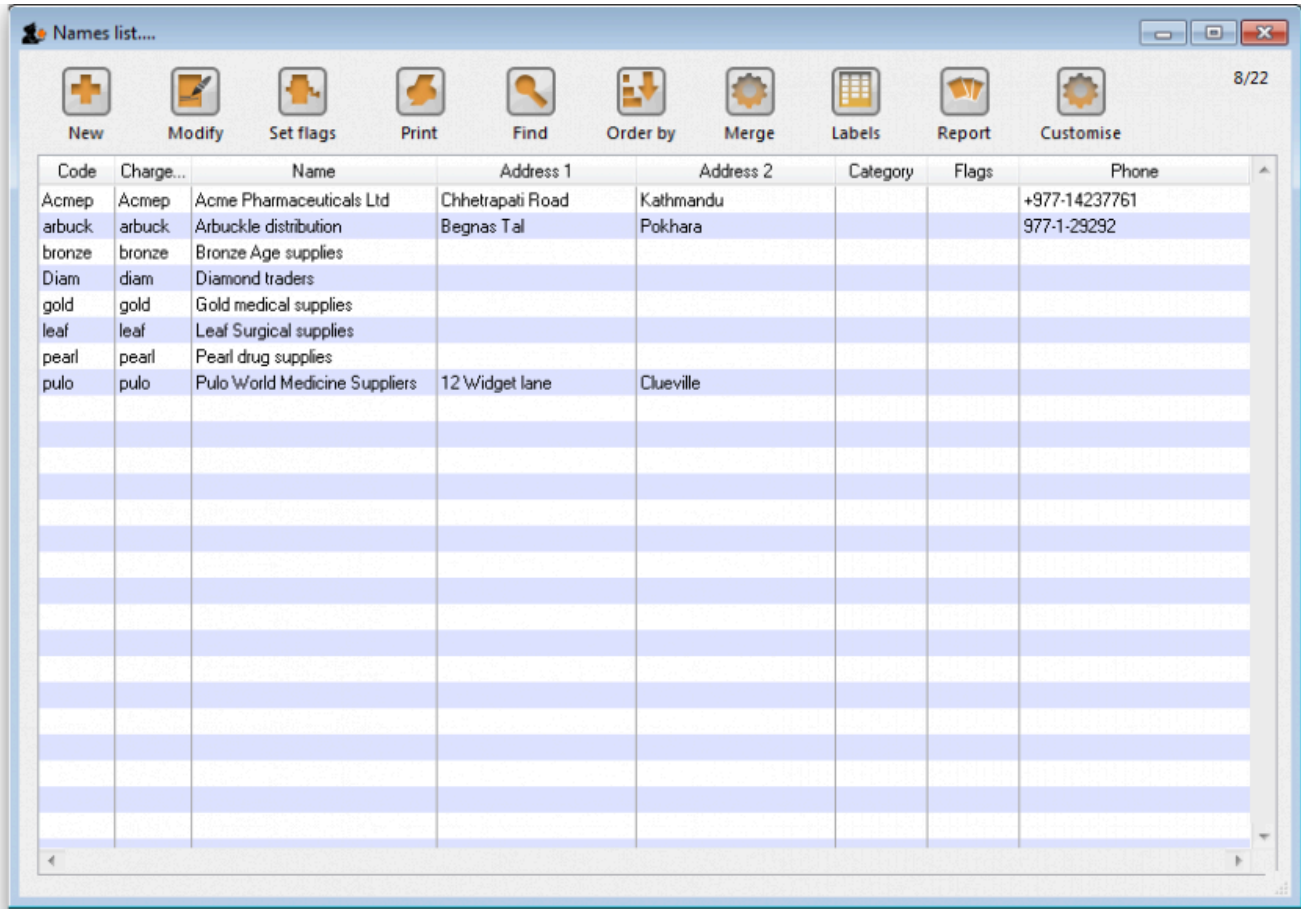 Names list....
8/22
New Modify Set flags Print Find Order by Merge Labels Report Customise
Code Charge... Name Address 1 Address 2 Category Flags Phone
Acmep Acmep Acme Pharmaceuticals Ltd Chhetrapati Road Kathmandu +977-14237761
arbuck arbuck Arbuckle distribution Begnas Tal Pokhara 977-1-29292
bronze bronze Bronze Age supplies
Diam diam Diamond traders
gold gold Gold medical supplies
leaf leaf Leaf Surgical supplies
pearl pearl Pearl drug supplies
pulo pulo Pulo World Medicine Suppliers 12 Widget lane Clueville